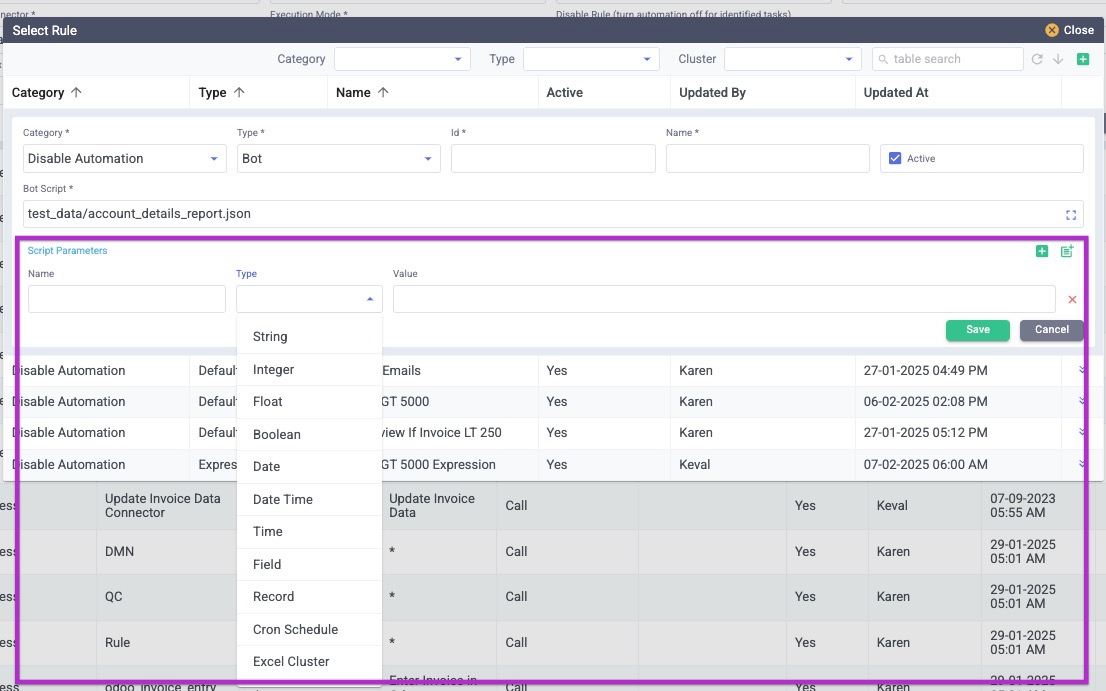 nector *
Execution Mode *
Disable Rule (turn automation off for identified tasks)
Select Rule
Close
Category
Type
Cluster
table search
Category
Type
Name
Active
Updated By
Updated At
Category *
Type *
Id *
Name *
Disable Automation
Bot
Active
Bot Script *
test_data/account_details_report.json
Script Parameters
Name
Type
Value
Save
Cancel
String
Integer
Float
Boolean
Date
Date Time
Time
Field
Record
Cron Schedule
Excel Cluster
Disable Automation Defaul Emails Yes Karen 27-01-2025 04:49 PM
Disable Automation Defaul GT 5000 Yes Karen 06-02-2025 02:08 PM
Disable Automation Defaul view If Invoice LT 250 Yes Karen 27-01-2025 05:12 PM
Disable Automation Expres GT 5000 Expression Yes Keval 07-02-2025 06:00 AM
ess
Update Invoice Data
Connector
Update Invoice
Data
Call
Yes
Keval
07-09-2023
05:55 AM
ess
DMN
*
Call
Yes
Karen
29-01-2025
05:01 AM
ess
QC
*
Call
Yes
Karen
29-01-2025
05:01 AM
ess
Rule
*
Call
Yes
Karen
29-01-2025
05:01 AM
ess
odoo_invoice_entry
Enter Invoice in
Call
Yes
Karen
29-01-2025